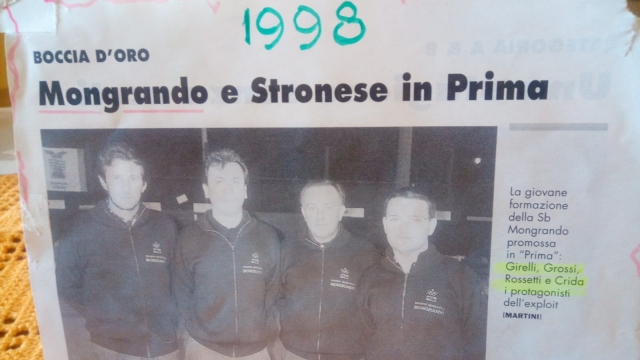 1998
BOCCIA D'ORO
Mongrando e Stronese in Prima
La giovane
formazione
della Sb
Mongrando
promossa
in "Prima":
Girelli, Grossi,
Rossetti e Crida
i protagonisti
dell'exploit
(MARTINI)